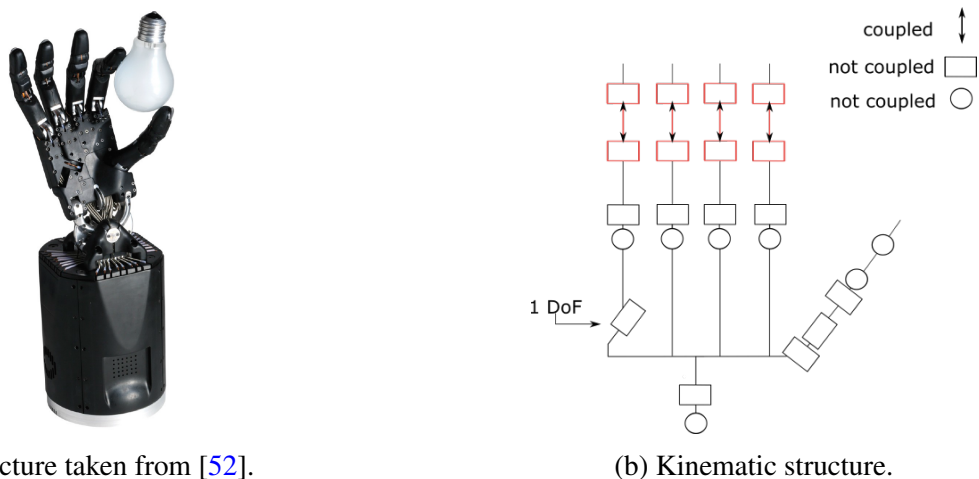 coupled
not coupled
not coupled
1 DoF
cture taken from [52].
(b) Kinematic structure.